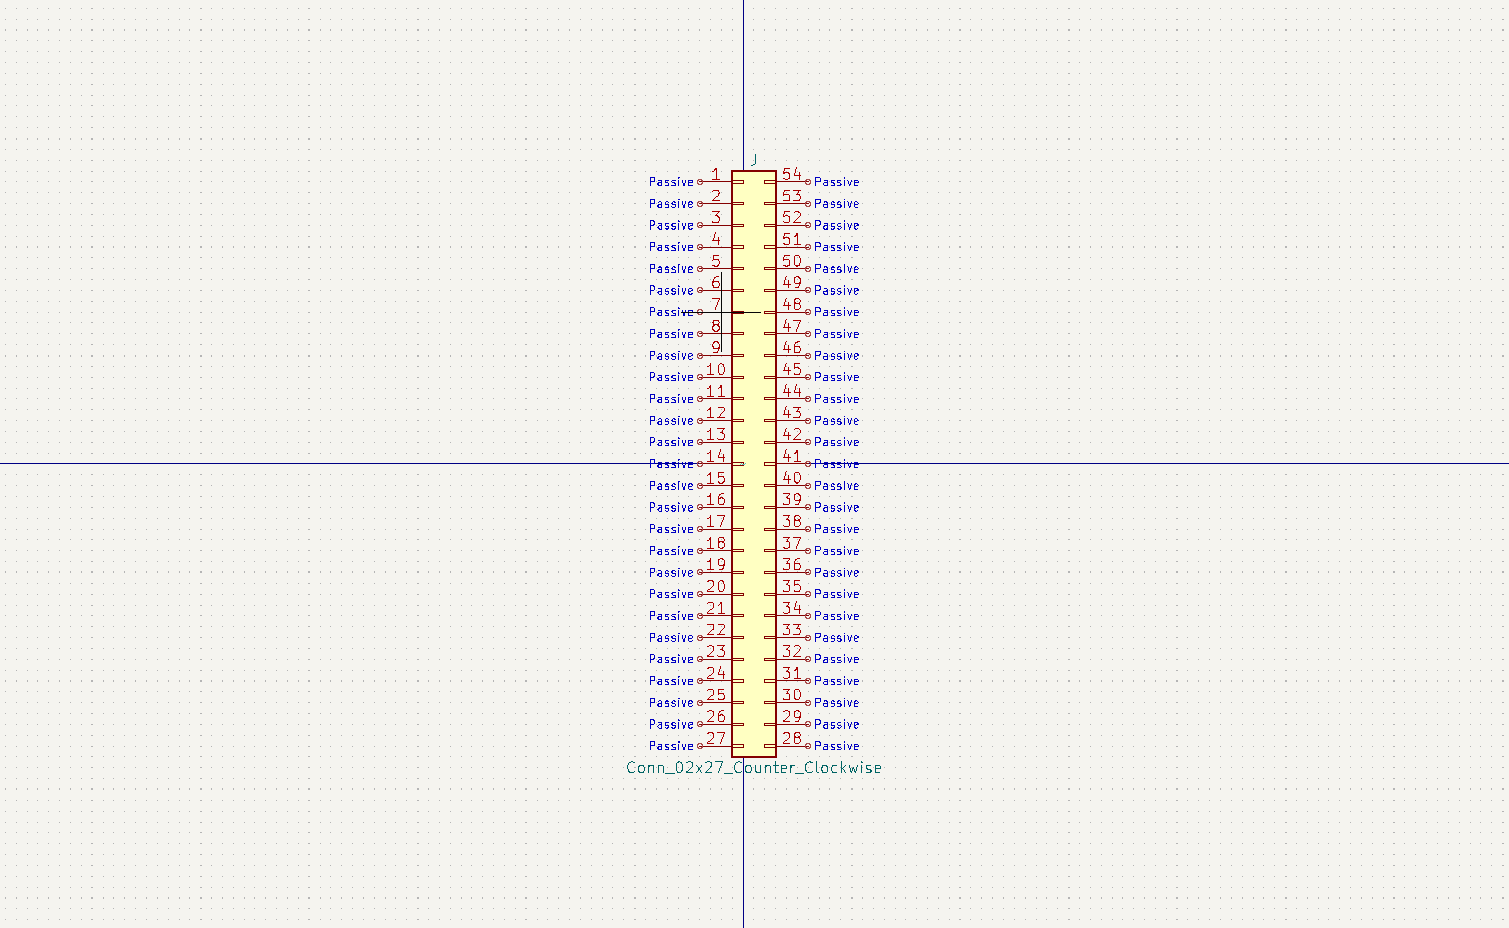 J
Passive 1 54 Passive
Passive 2 53 Passive
Passive 3 52 Passive
Passive 4 51 Passive
Passive 5 50 Passive
Passive 6 49 Passive
Passive 7 48 Passive
Passive 8 47 Passive
Passive 9 46 Passive
Passive 10 45 Passive
Passive 11 44 Passive
Passive 12 43 Passive
Passive 13 42 Passive
Passive 14 41 Passive
Passive 15 40 Passive
Passive 16 39 Passive
Passive 17 38 Passive
Passive 18 37 Passive
Passive 19 36 Passive
Passive 20 35 Passive
Passive 21 34 Passive
Passive 22 33 Passive
Passive 23 32 Passive
Passive 24 31 Passive
Passive 25 30 Passive
Passive 26 29 Passive
Passive 27 28 Passive
Conn_02x27_Counter_Clockwise